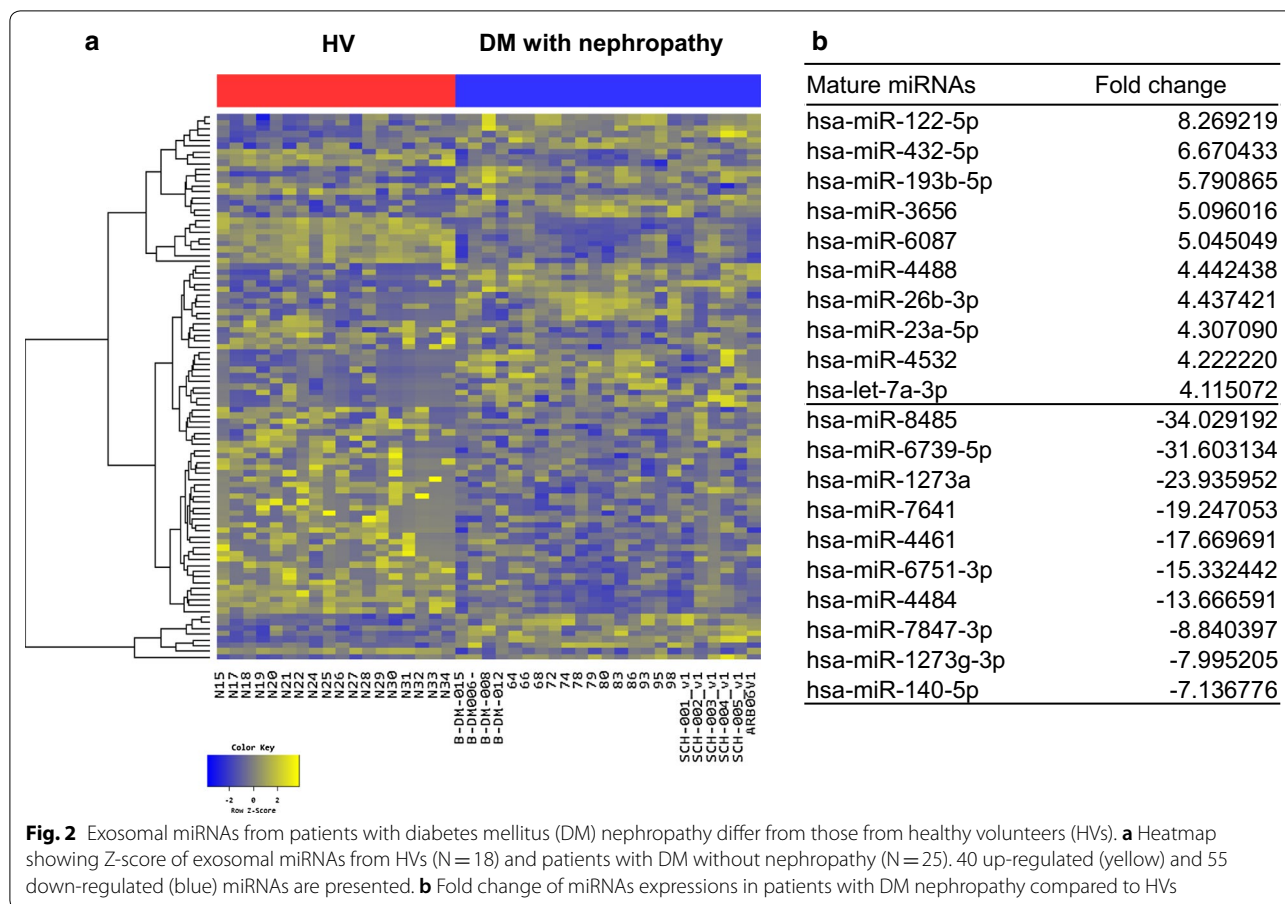 a
HV
DM with nephropathy
N15
N17
N18
N19
N20
N21
N22
N24
N25
N26
N27
N28
N29
N30
N31
N32
N33
N34
B-DM-015
B-DM006-
B-DM-008
B-DM-012
64
66
68
72
74
78
79
80
83
86
93
95
98
SCH-001_v1
SCH-002_v1
SCH-003_v1
SCH-004_v1
SCH-005_v1
ARB06v1
Color Key
-2 0 2
Row Z-Score
b
Mature miRNAs Fold change
hsa-miR-122-5p 8.269219
hsa-miR-432-5p 6.670433
hsa-miR-193b-5p 5.790865
hsa-miR-3656 5.096016
hsa-miR-6087 5.045049
hsa-miR-4488 4.442438
hsa-miR-26b-3p 4.437421
hsa-miR-23a-5p 4.307090
hsa-miR-4532 4.222220
hsa-let-7a-3p 4.115072
hsa-miR-8485 -34.029192
hsa-miR-6739-5p -31.603134
hsa-miR-1273a -23.935952
hsa-miR-7641 -19.247053
hsa-miR-4461 -17.669691
hsa-miR-6751-3p -15.332442
hsa-miR-4484 -13.666591
hsa-miR-7847-3p -8.840397
hsa-miR-1273g-3p -7.995205
hsa-miR-140-5p -7.136776
Fig. 2 Exosomal miRNAs from patients with diabetes mellitus (DM) nephropathy differ from those from healthy volunteers (HVs). a Heatmap
showing Z-score of exosomal miRNAs from HVs (N = 18) and patients with DM without nephropathy (N = 25). 40 up-regulated (yellow) and 55
down-regulated (blue) miRNAs are presented. b Fold change of miRNAs expressions in patients with DM nephropathy compared to HVs